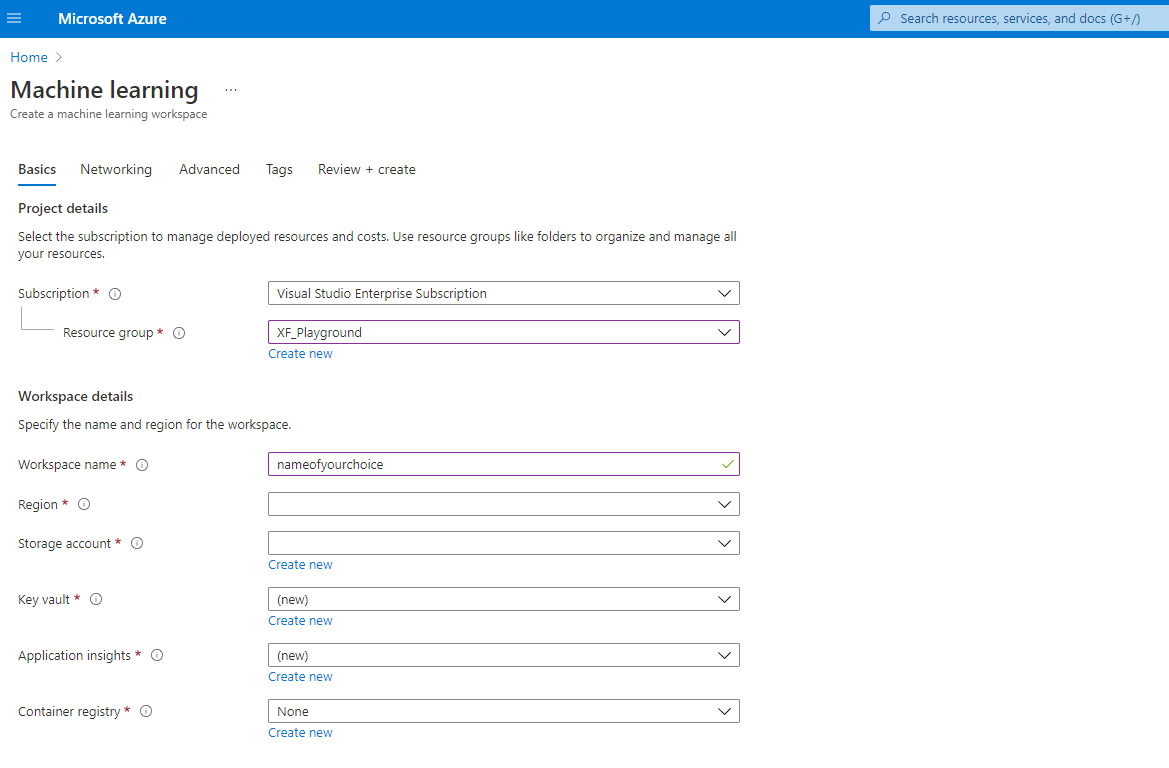 Microsoft Azure
Search resources, services, and docs (G+/)
Home
Machine learning ...
Create a machine learning workspace
Basics Networking Advanced Tags Review + create
Project details
Select the subscription to manage deployed resources and costs. Use resource groups like folders to organize and manage all
your resources.
Subscription * Visual Studio Enterprise Subscription
Resource group * XF_Playground
Create new
Workspace details
Specify the name and region for the workspace.
Workspace name * nameofyourchoice
Region *
Storage account *
Create new
Key vault * (new)
Create new
Application insights * (new)
Create new
Container registry * None
Create new